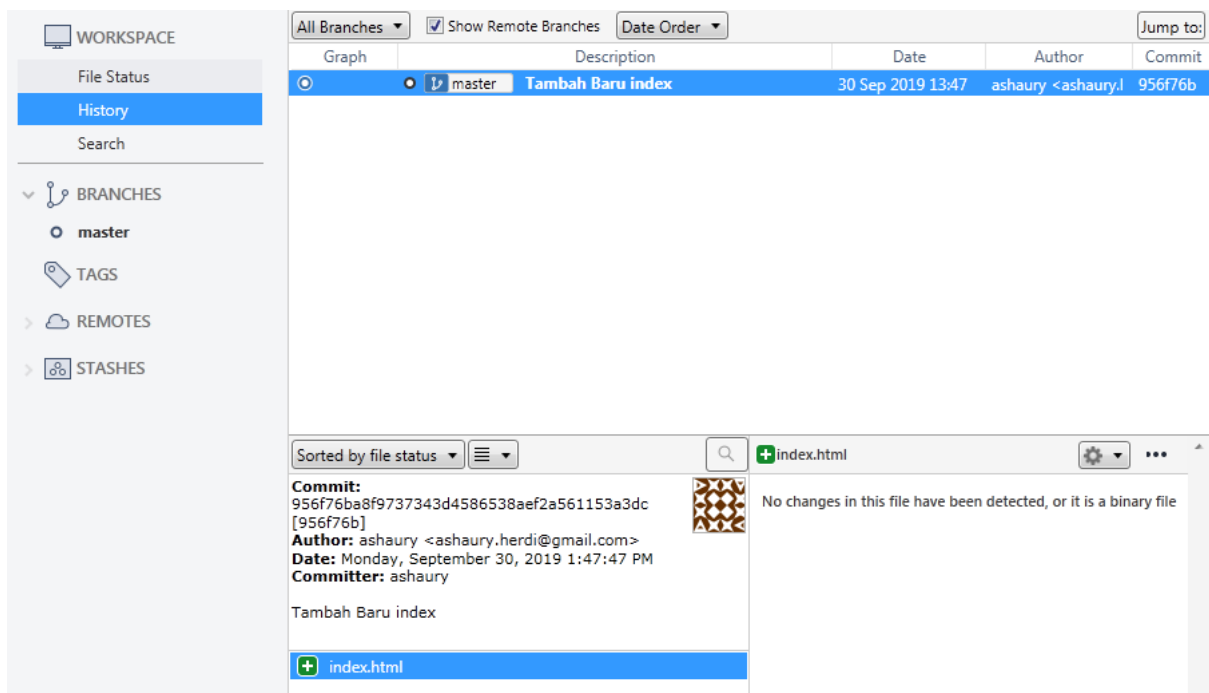 WORKSPACE
File Status
History
Search
BRANCHES
master
TAGS
REMOTES
STASHES
All Branches Show Remote Branches Date Order Jump to:
Graph Description Date Author Commit
master Tambah Baru index 30 Sep 2019 13:47 ashaury <ashaury.l 956f76b
Sorted by file status
Commit:
956f76ba8f9737343d4586538aef2a561153a3dc
[956f76b]
Author: ashaury <ashaury.herdi@gmail.com>
Date: Monday, September 30, 2019 1:47:47 PM
Committer: ashaury
Tambah Baru index
index.html
index.html
No changes in this file have been detected, or it is a binary file